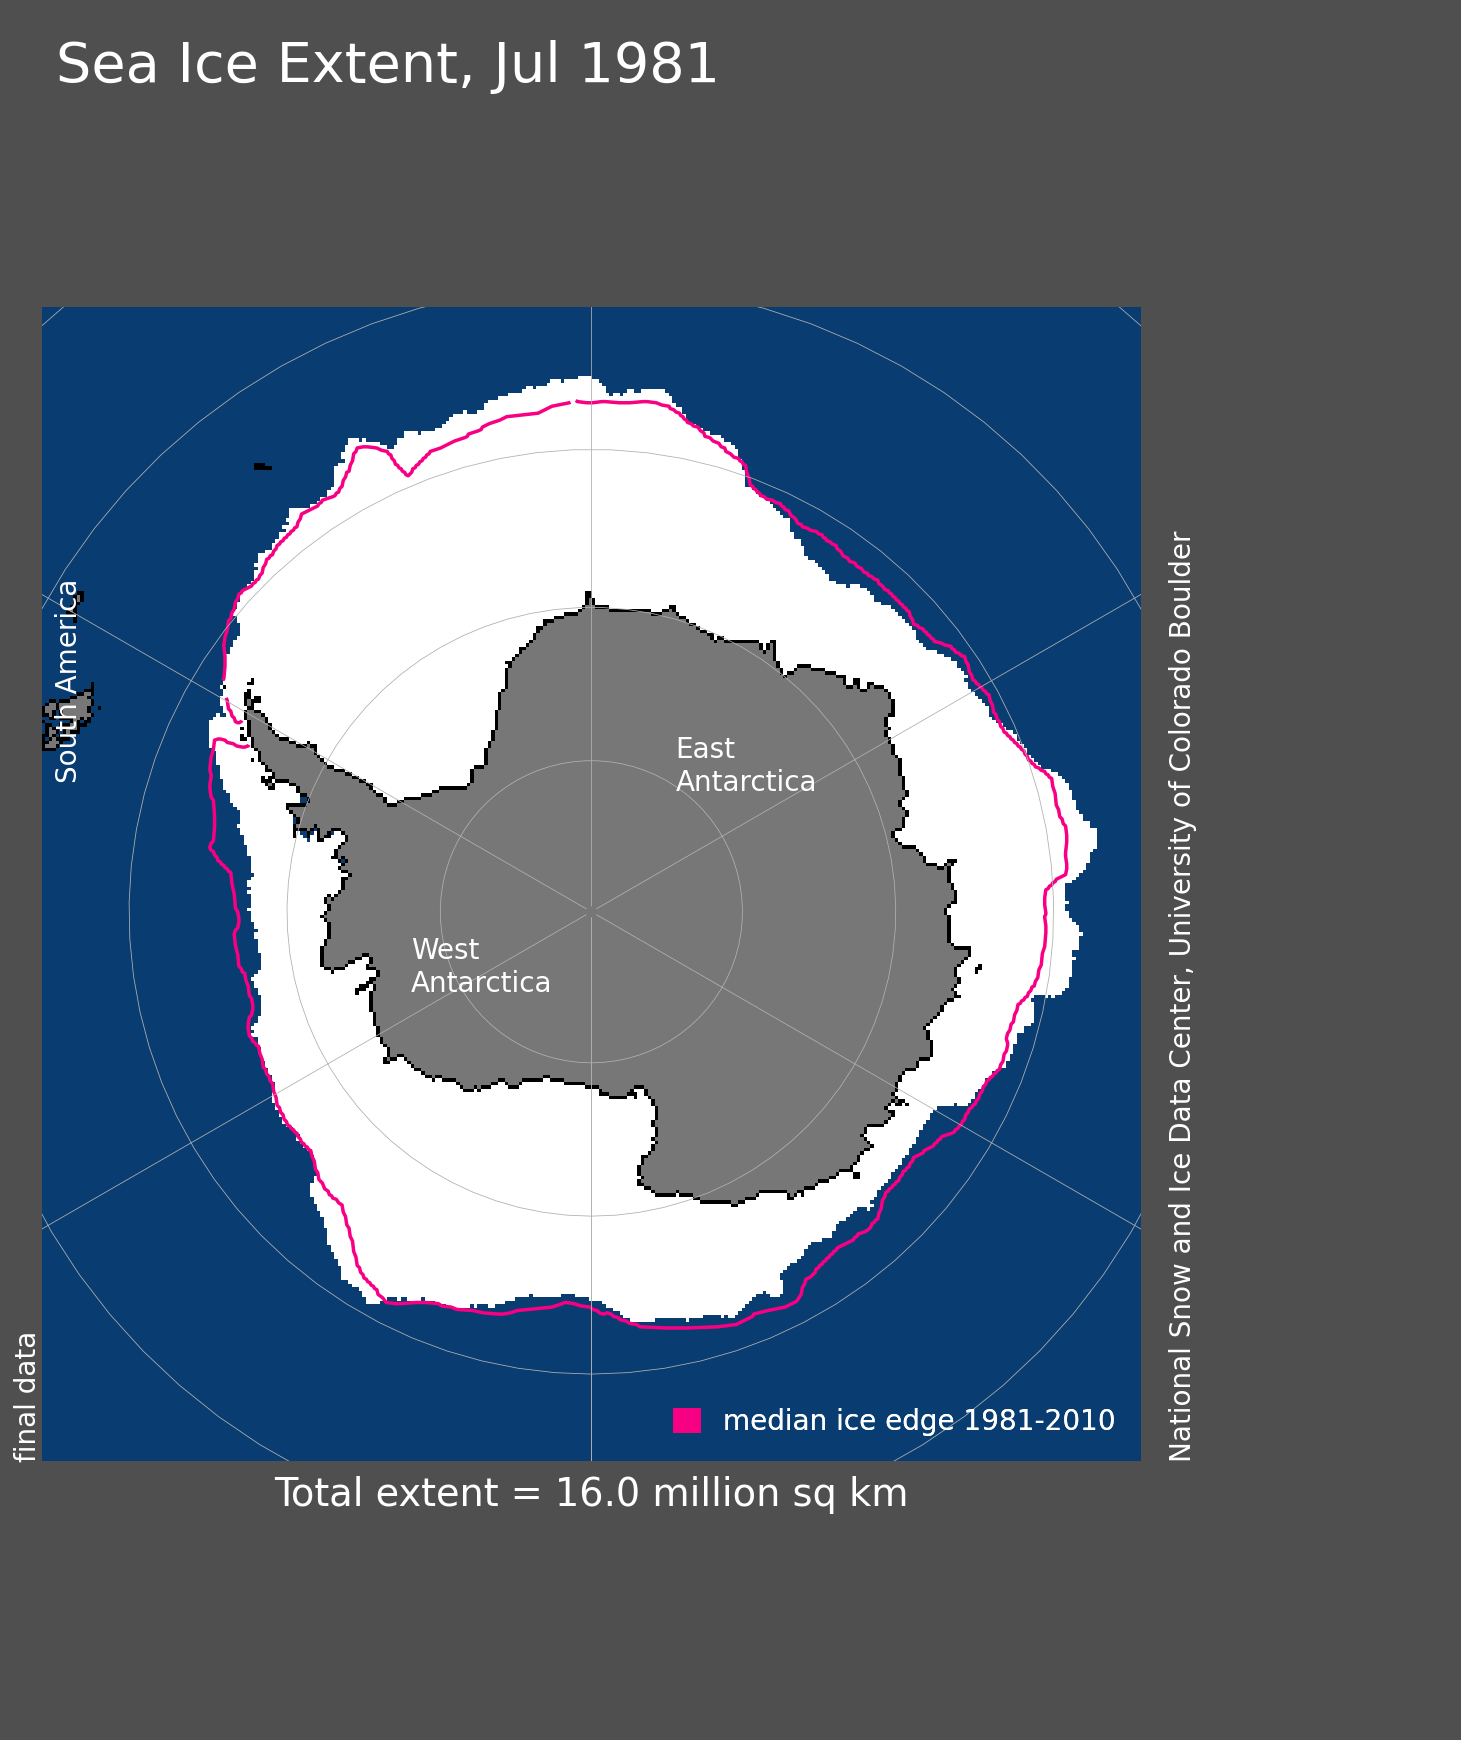 Sea Ice Extent, Jul 1981
South America
East
Antarctica
West
Antarctica
median ice edge 1981-2010
final data
National Snow and Ice Data Center, University of Colorado Boulder
Total extent = 16.0 million sq km